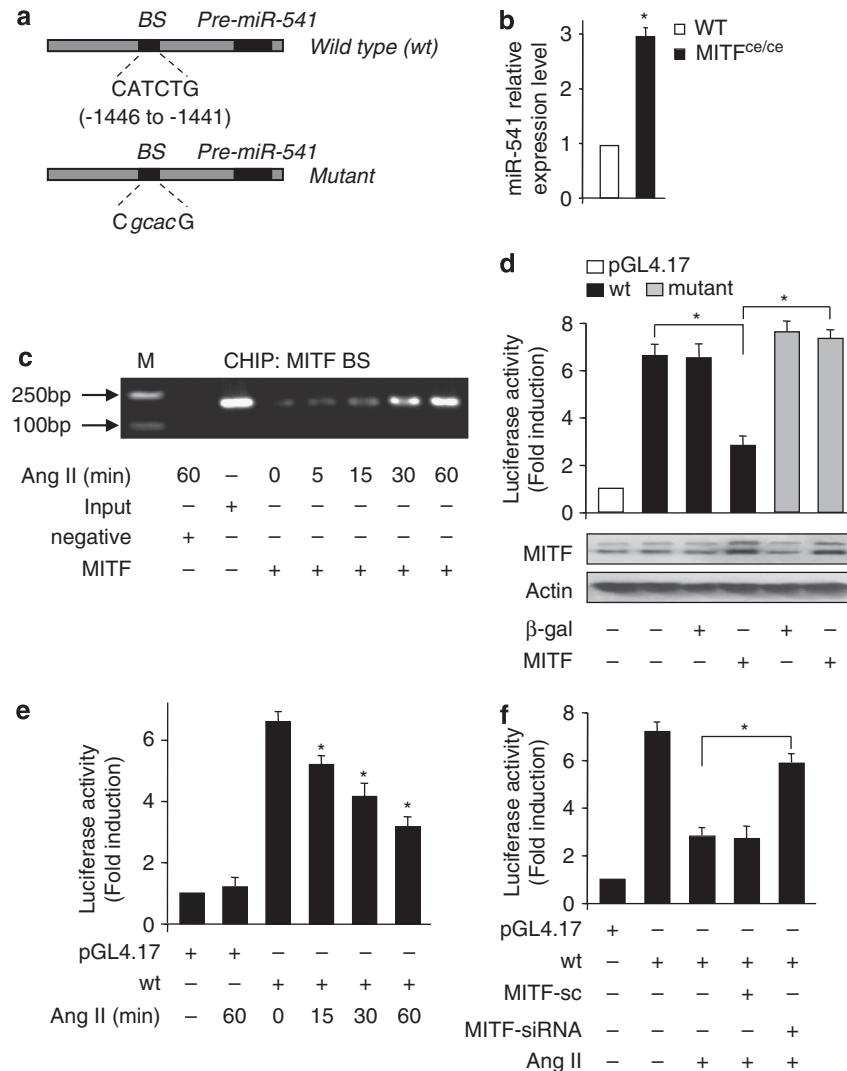 a
BS Pre-miR-541
Wild type (wt)
CATCTG
(-1446 to -1441)
BS Pre-miR-541
Mutant
CgcacG
b
miR-541 relative
expression level
3
2
1
0
*
WT
MITFce/ce
c
M CHIP: MITF BS
250bp
100bp
Ang II (min) 60 – 0 5 15 30 60
Input – + – – – – –
negative + – – – – – –
MITF – – + + + + +
d
pGL4.17
wt mutant
Luciferase activity
(Fold induction)
8
6
4
2
0
* *
MITF
Actin
β-gal – – + – + –
MITF – – – + – +
e
Luciferase activity
(Fold induction)
6
4
2
0
* * *
pGL4.17 + + – – – –
wt – – + + + +
Ang II (min) – 60 0 15 30 60
f
Luciferase activity
(Fold induction)
8
6
4
2
0
*
pGL4.17 + – – – –
wt – + + + +
MITF-sc – – – + –
MITF-siRNA – – – – +
Ang II – – + + +